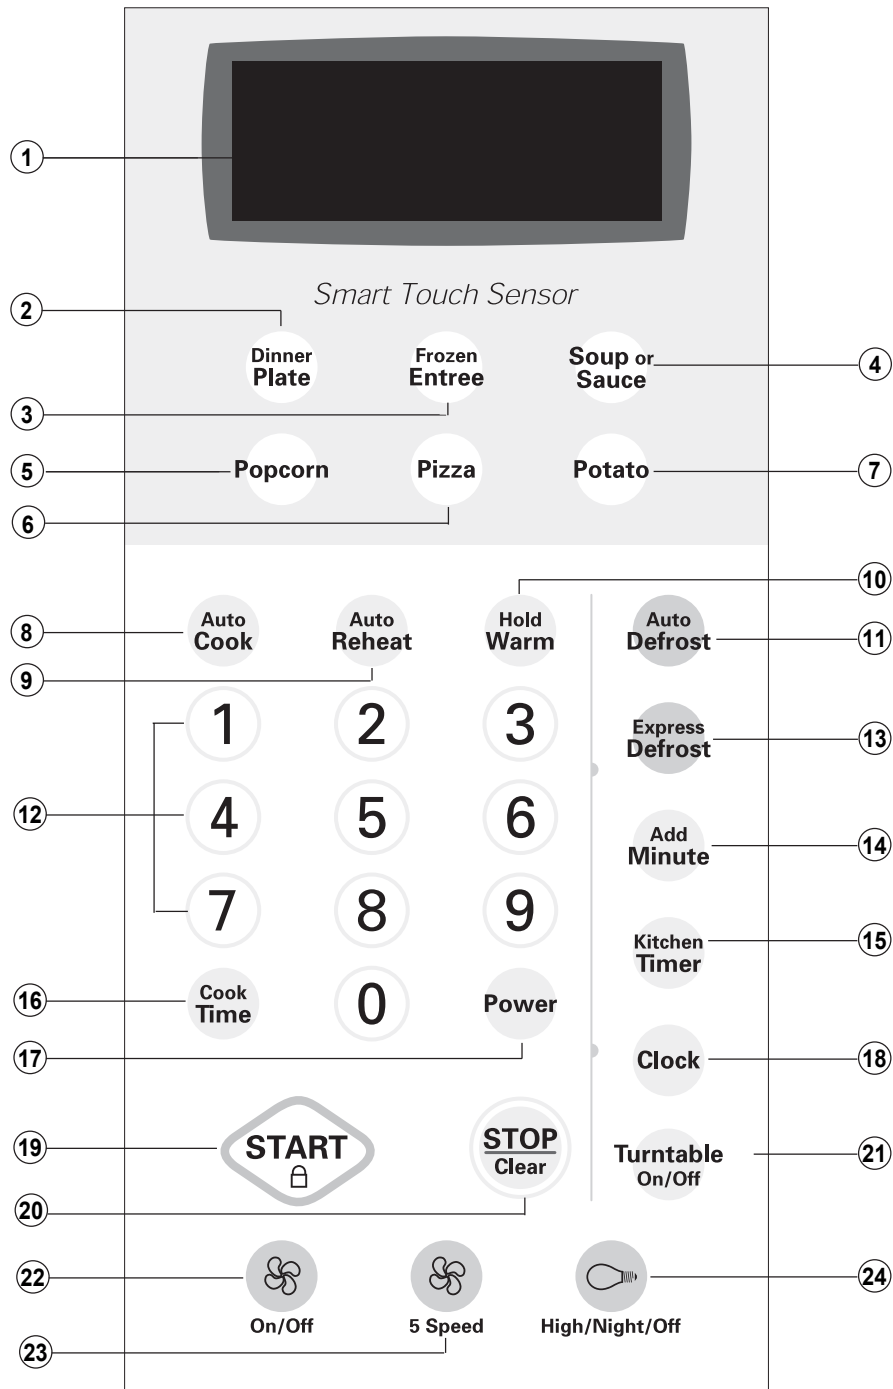 1
Smart Touch Sensor
2
Dinner
Plate
Frozen
Entree
Soup or
Sauce
4
3
5
Popcorn
Pizza
Potato
7
6
10
8
Auto
Cook
Auto
Reheat
Hold
Warm
Auto
Defrost
11
9
1
2
3
Express
Defrost
13
12
4
5
6
Add
Minute
14
7
8
9
Kitchen
Timer
15
16
Cook
Time
0
Power
17
Clock
18
19
START
STOP
Clear
Turntable
On/Off
21
20
22
On/Off
5 Speed
High/Night/Off
24
23